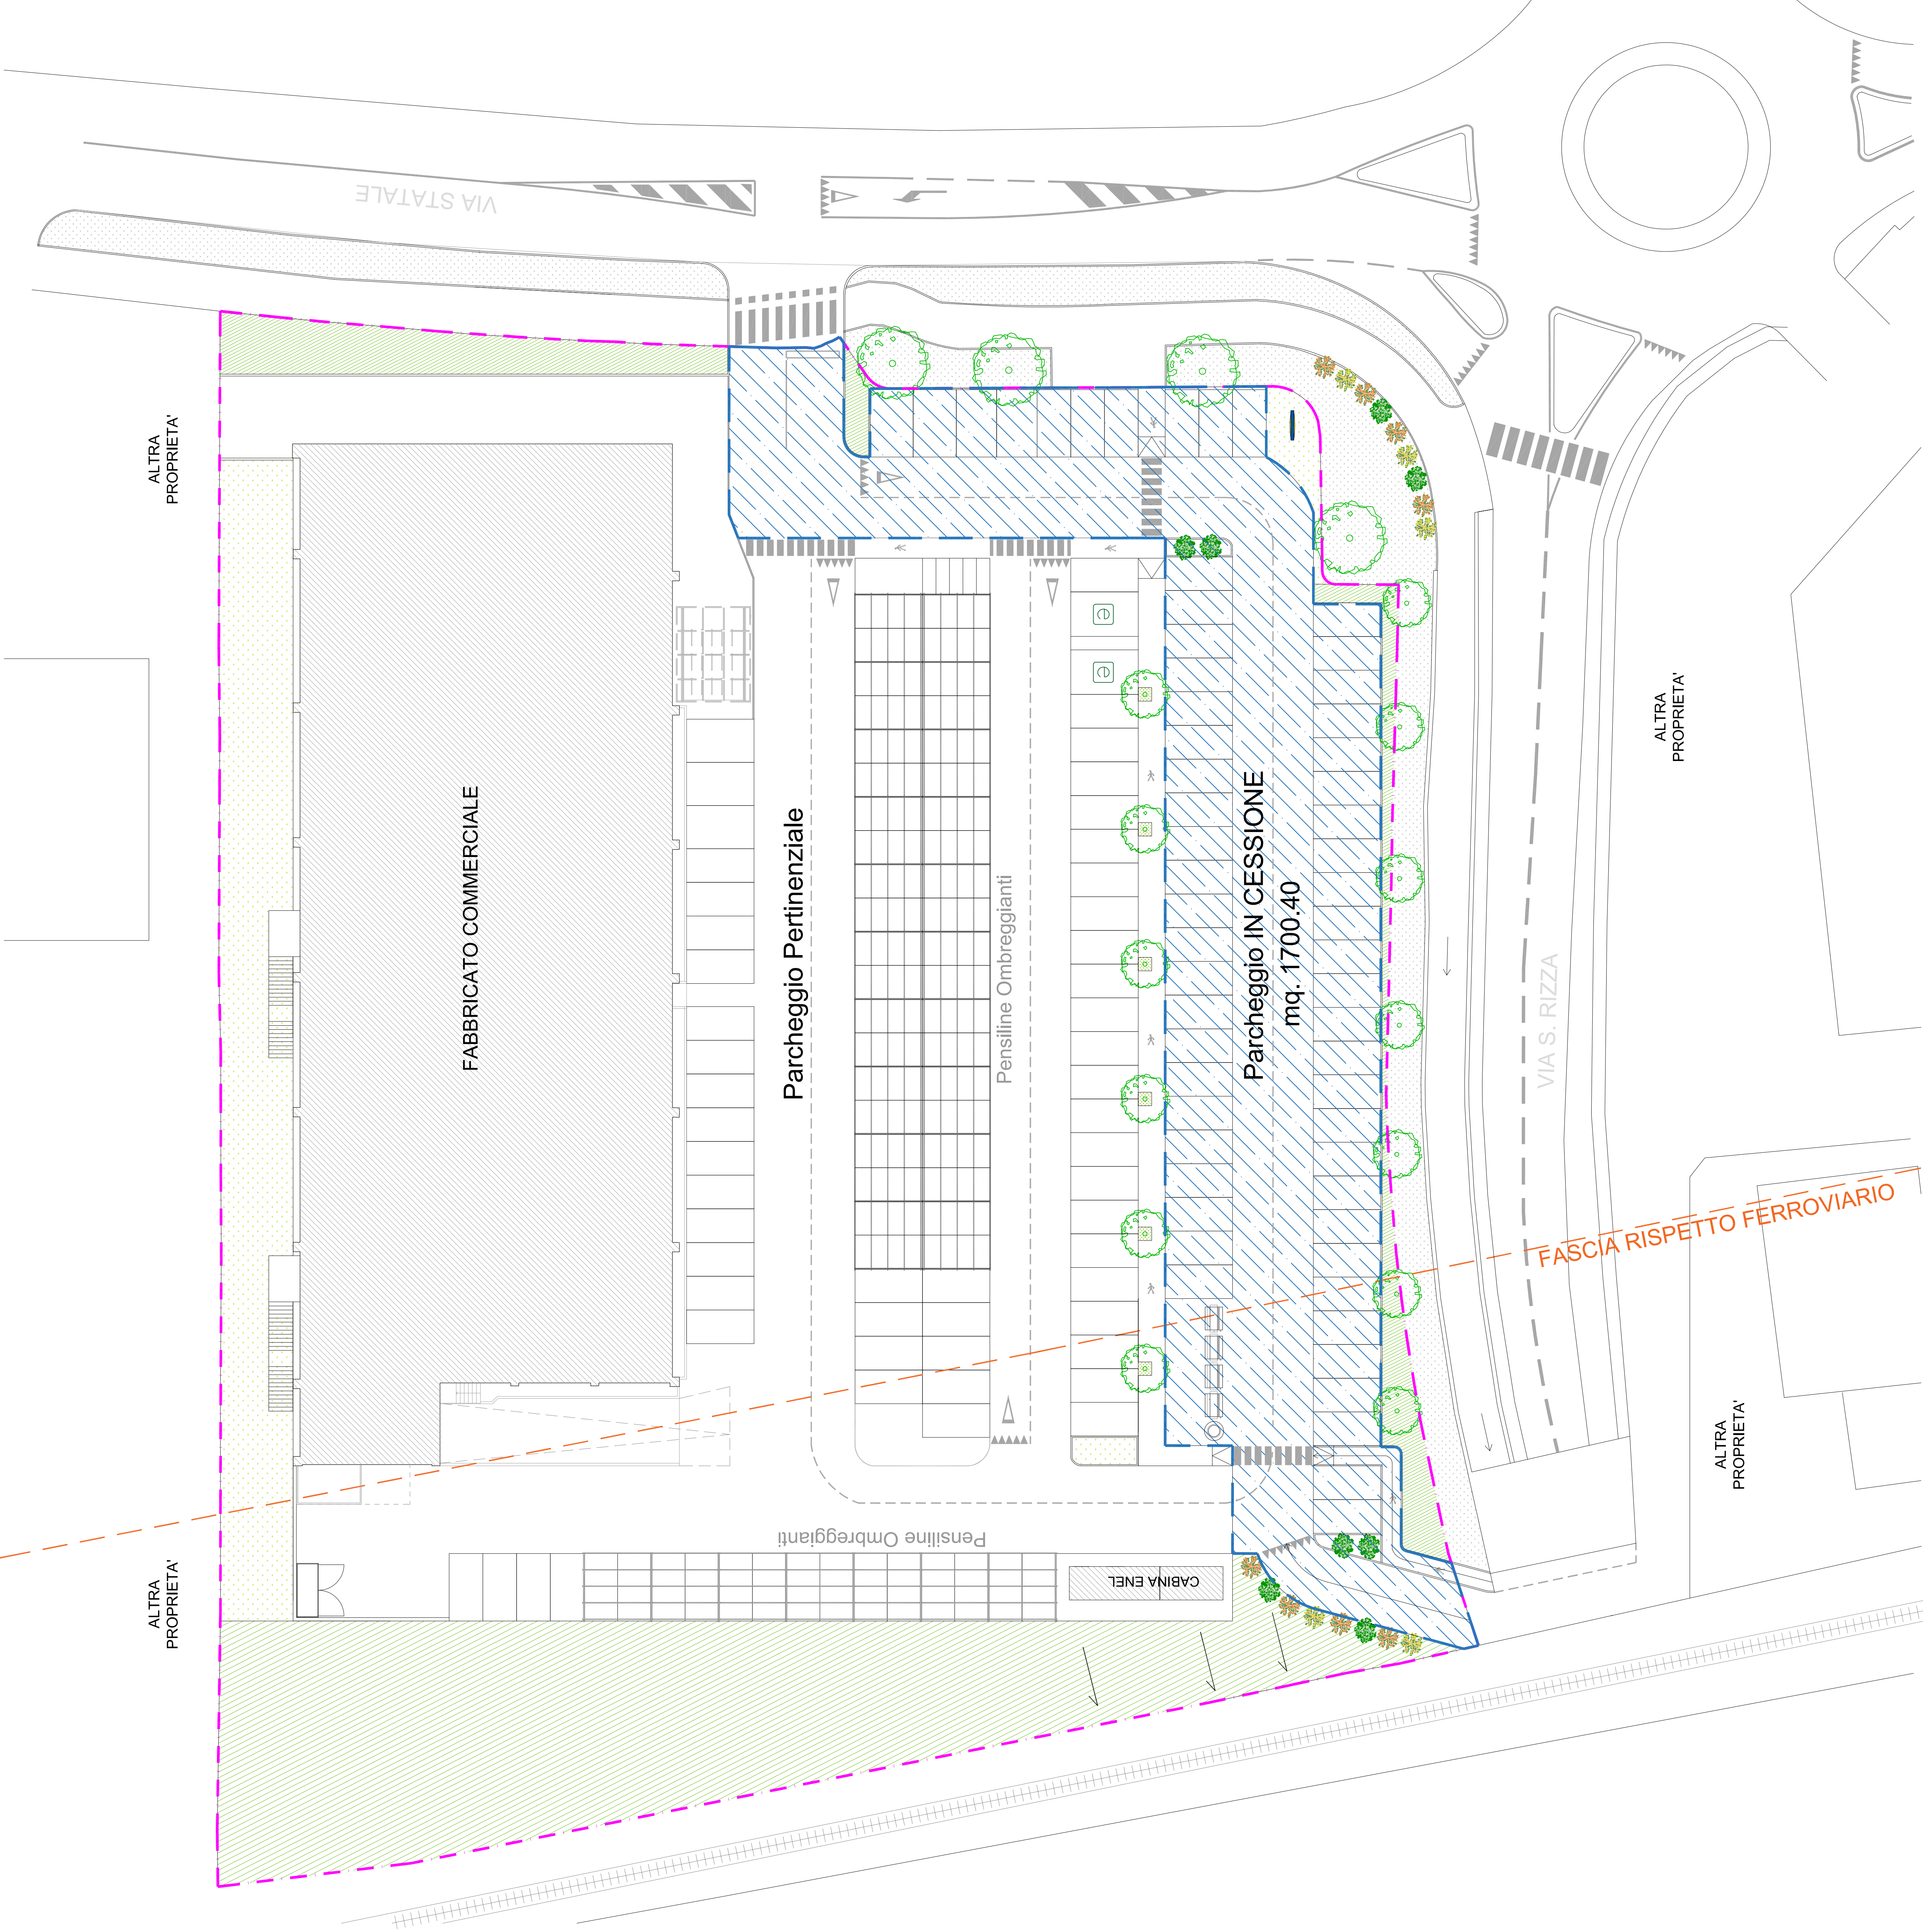 VIA STATALE
ALTRA
PROPRIETA'
FABBRICATO COMMERCIALE
Parcheggio Pertinenziale
Pensiline Ombreggianti
e
e
Parcheggio IN CESSIONE
mq. 1700.40
VIA S. RIZZA
ALTRA
PROPRIETA'
FASCIA RISPETTO FERROVIARIO
ALTRA
PROPRIETA'
Pensiline Ombreggianti
CABINA ENEL
ALTRA
PROPRIETA'